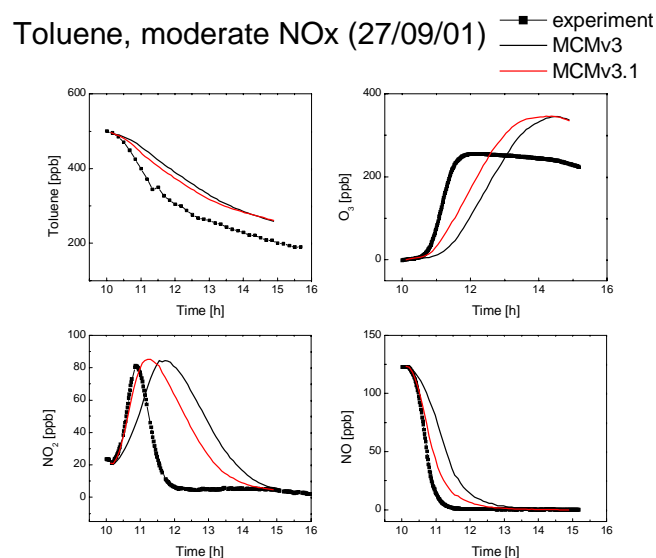 Toluene, moderate NOx (27/09/01)
experiment
MCMv3
MCMv3.1
600
400
200
Toluene [ppb]
10 11 12 13 14 15 16
Time [h]
400
200
0
O3 [ppb]
10 12 14 16
Time [h]
100
80
60
40
20
0
NO2 [ppb]
10 11 12 13 14 15 16
Time [h]
150
100
50
0
NO [ppb]
10 11 12 13 14 15 16
Time [h]